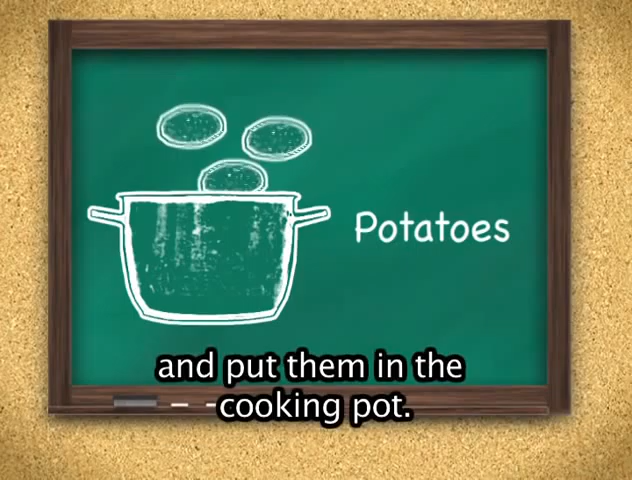 Potatoes
and put them in the
cooking pot.